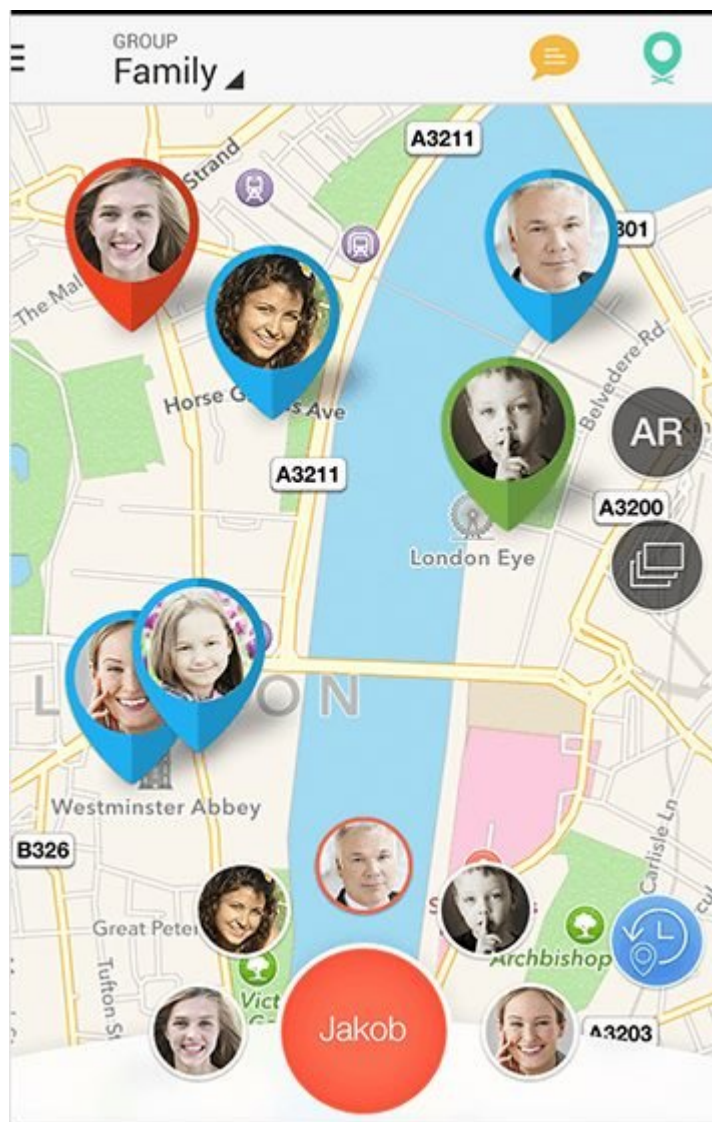 GROUP
Family
A3211
Strand
301
The Mal
Belvedere Rd
Horse G s Ave
AR
A3211
A3200
London Eye
L ON
Westminster Abbey
B326
Carlisle Ln
Great Peter
Archbishop
Tufton St
Vict
Jakob
A3203